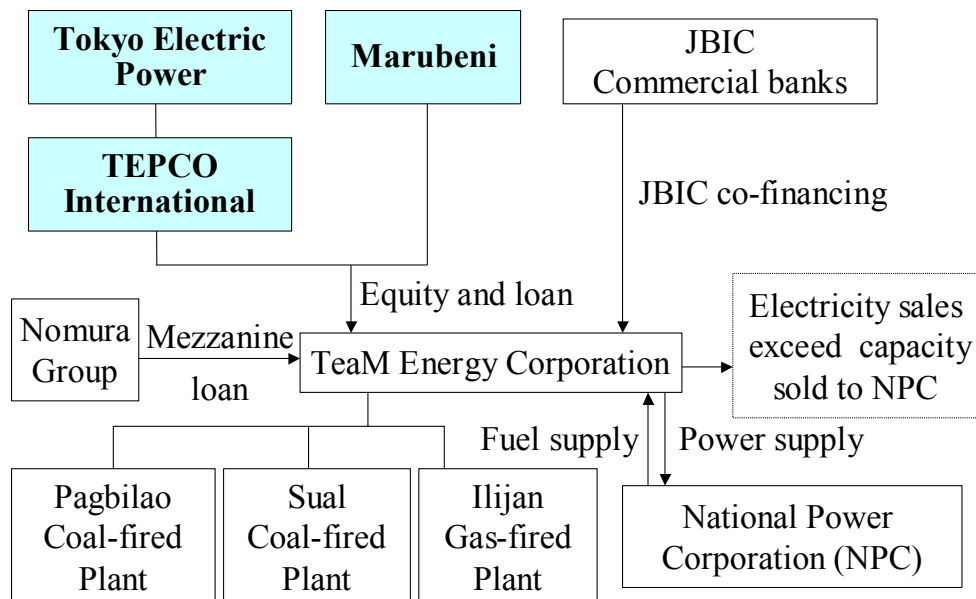 Tokyo Electric
Power
Marubeni
JBIC
Commercial banks
TEPCO
International
JBIC co-financing
Equity and loan
Nomura
Group
Mezzanine
loan
TeaM Energy Corporation
Electricity sales
exceed capacity
sold to NPC
Fuel supply
Power supply
Pagbilao
Coal-fired
Plant
Sual
Coal-fired
Plant
Ilijan
Gas-fired
Plant
National Power
Corporation (NPC)